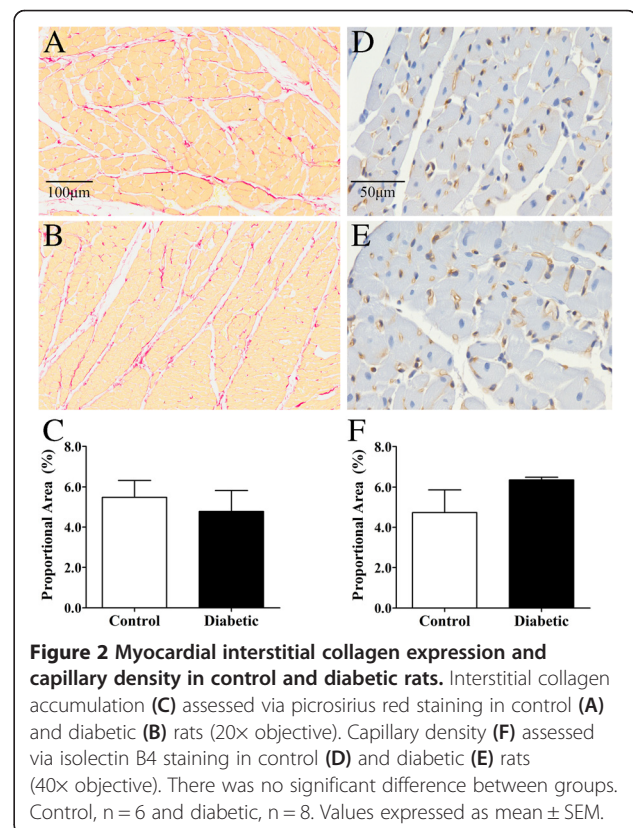 A
D
100µm
50µm
B
E
C
F
8.0
6.0
4.0
2.0
0.0
Proportional Area (%)
Control
Diabetic
8.0
6.0
4.0
2.0
0.0
Proportional Area (%)
Control
Diabetic
Figure 2 Myocardial interstitial collagen expression and
capillary density in control and diabetic rats. Interstitial collagen
accumulation (C) assessed via picrosirius red staining in control (A)
and diabetic (B) rats (20× objective). Capillary density (F) assessed
via isolectin B4 staining in control (D) and diabetic (E) rats
(40× objective). There was no significant difference between groups.
Control, n = 6 and diabetic, n = 8. Values expressed as mean ± SEM.